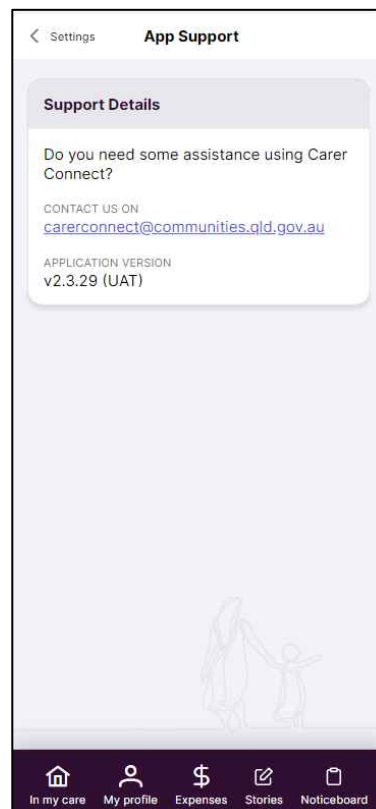 Settings
App Support
Support Details
Do you need some assistance using Carer
Connect?
CONTACT US ON
carerconnect@communities.qld.gov.au
APPLICATION VERSION
v2.3.29 (UAT)
In my care
My profile
Expenses
Stories
Noticeboard